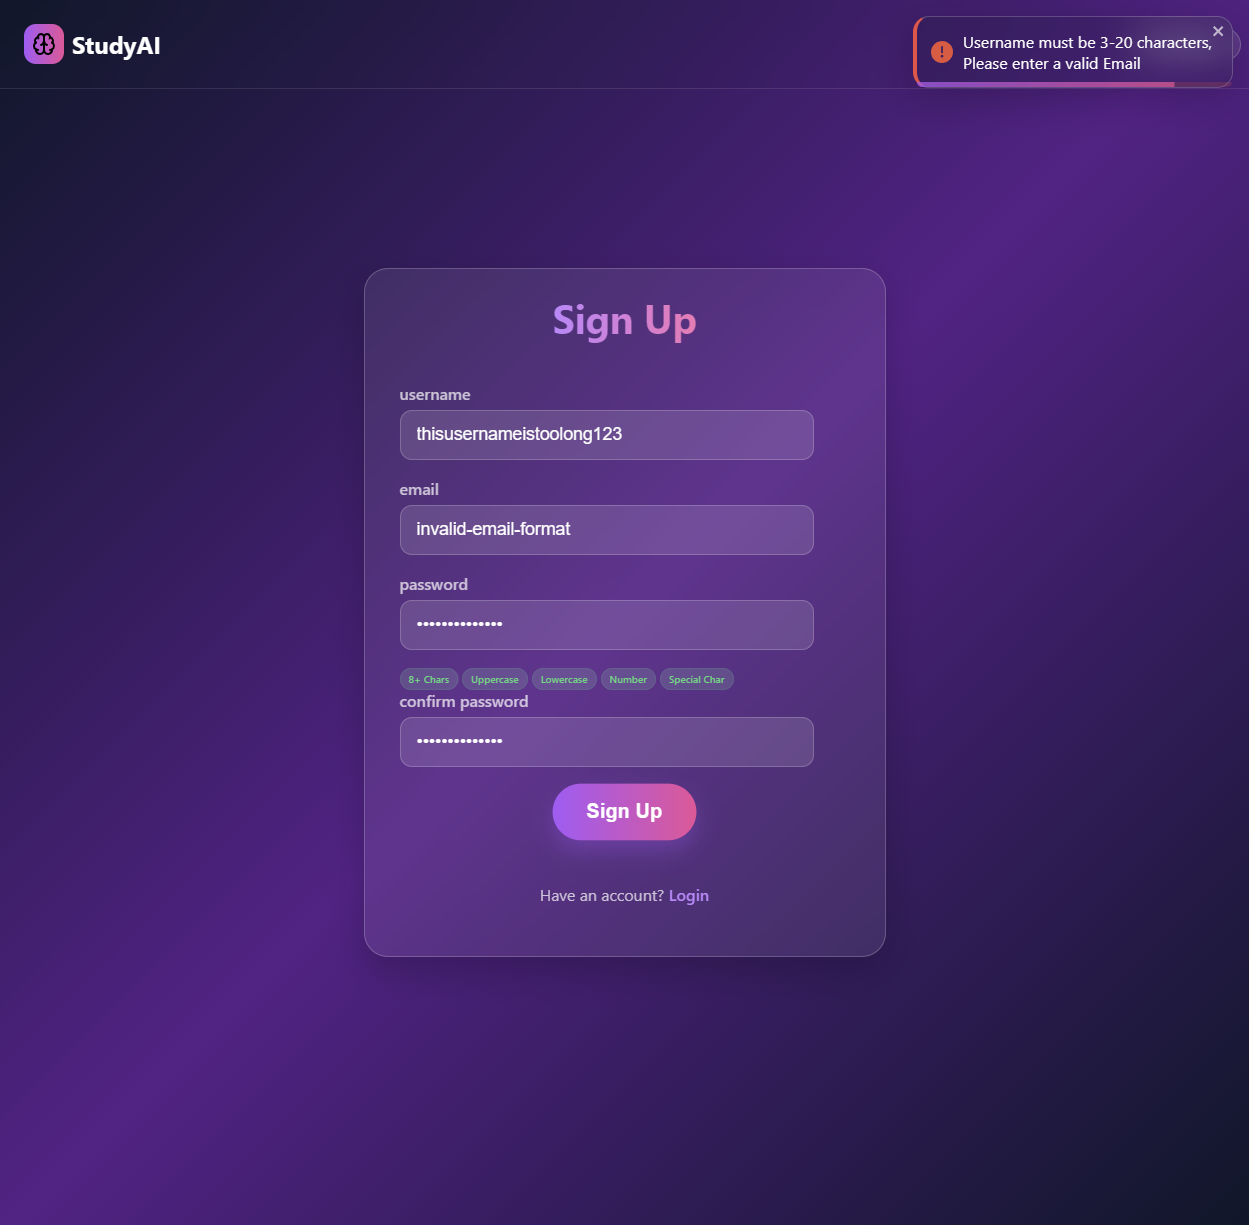 StudyAI
Username must be 3-20 characters,
Please enter a valid Email
Sign Up
username
thisusernameistoolong123
email
invalid-email-format
password
••••••••••••••
8+ Chars Uppercase Lowercase Number Special Char
confirm password
••••••••••••••
Sign Up
Have an account? Login